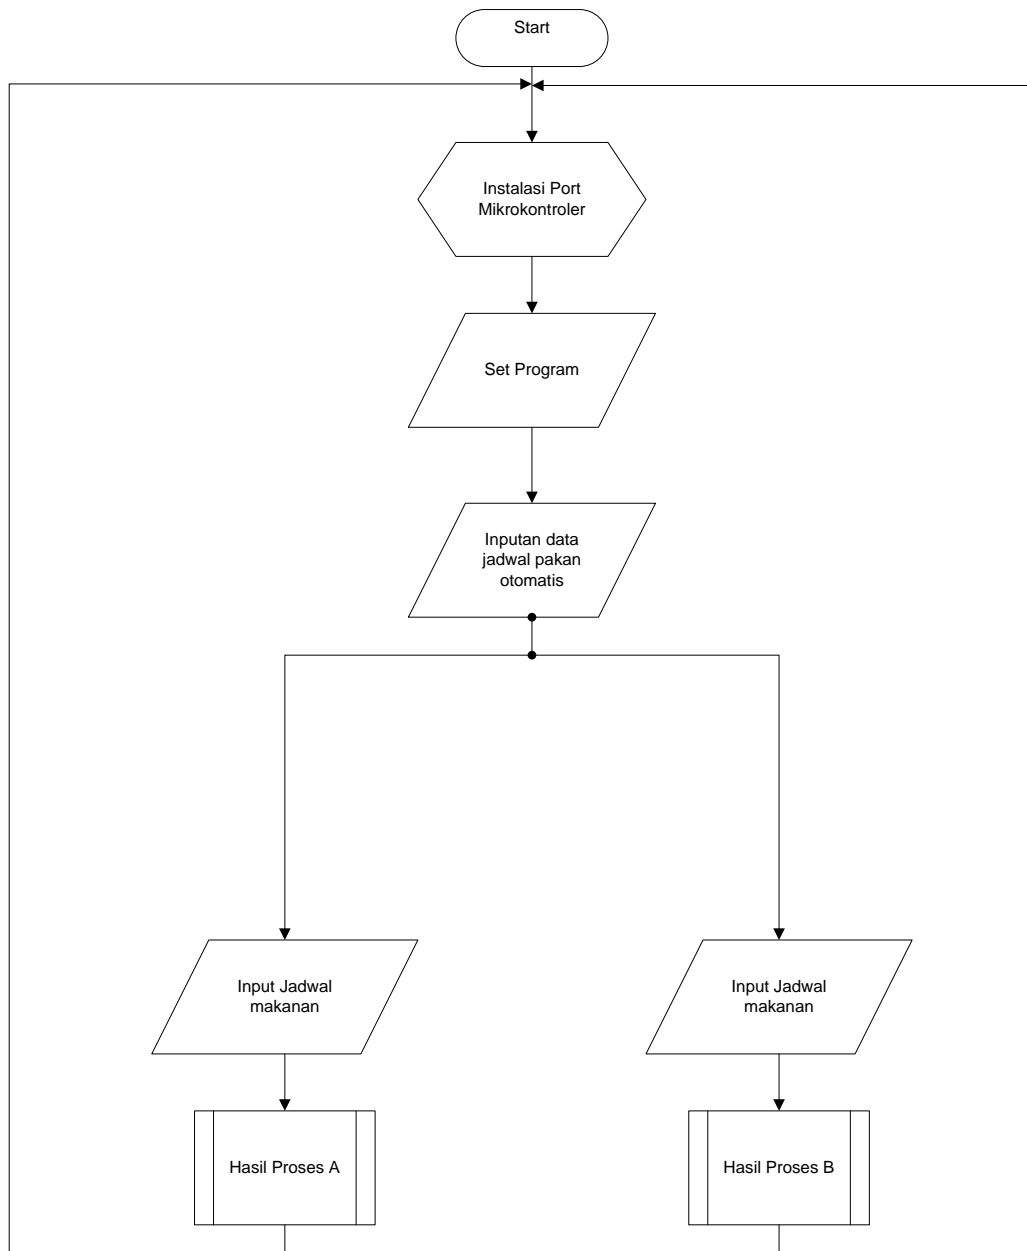 Start
Instalasi Port
Mikrokontroler
Set Program
Inputan data
jadwal pakan
otomatis
Input Jadwal
makanan
Input Jadwal
makanan
Hasil Proses A
Hasil Proses B